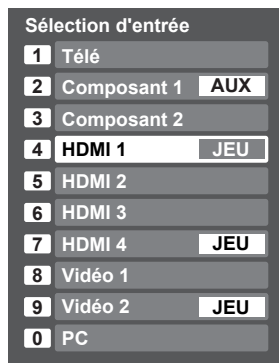 Sélection d'entrée
1 Télé
2 Composant 1 AUX
3 Composant 2
4 HDMI 1 JEU
5 HDMI 2
6 HDMI 3
7 HDMI 4 JEU
8 Vidéo 1
9 Vidéo 2 JEU
0 PC